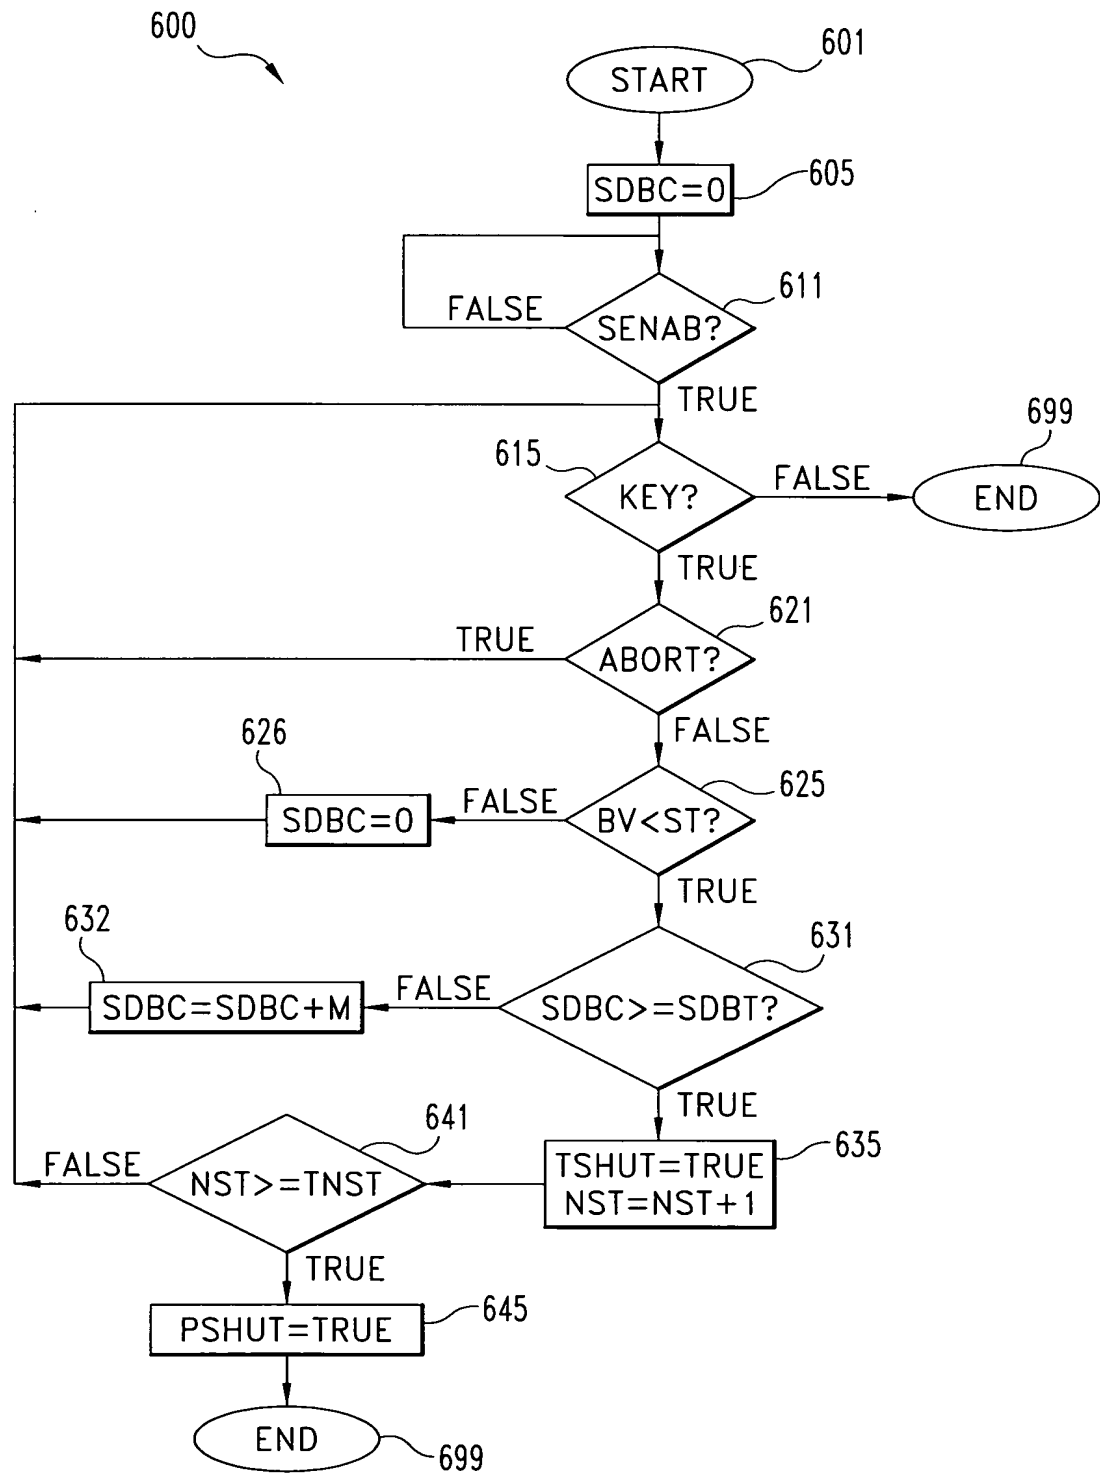 600
601
START
605
SDBC=0
611
FALSE
SENAB?
TRUE
699
615
FALSE
KEY?
END
TRUE
621
TRUE
ABORT?
FALSE
626
625
FALSE
SDBC=0
BV<ST?
TRUE
632
631
FALSE
SDBC=SDBC+M
SDBC>=SDBT?
TRUE
641
635
FALSE
TSHUT=TRUE
NST>=TNST
NST=NST+1
TRUE
645
PSHUT=TRUE
END
699